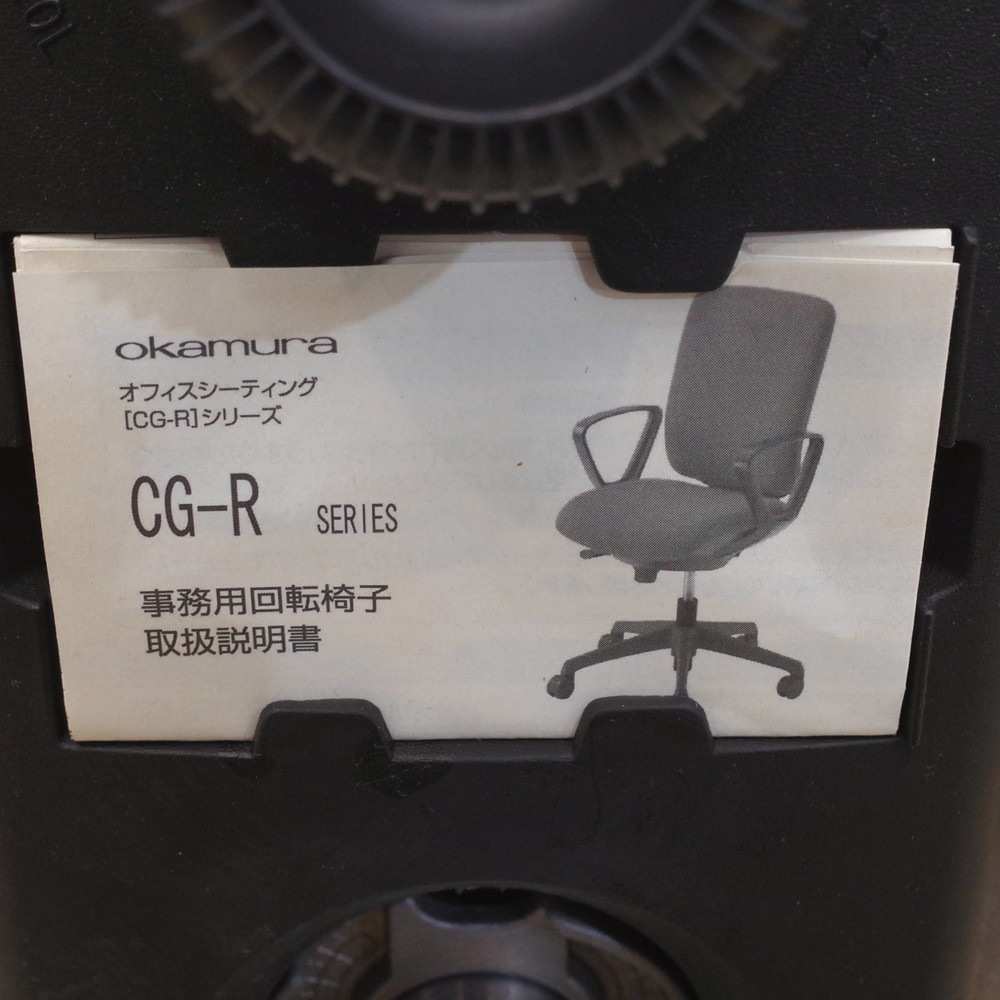 okamura
オフィスシーティング
[CG-R]シリーズ
CG-R SERIES
事務用回転椅子
取扱説明書